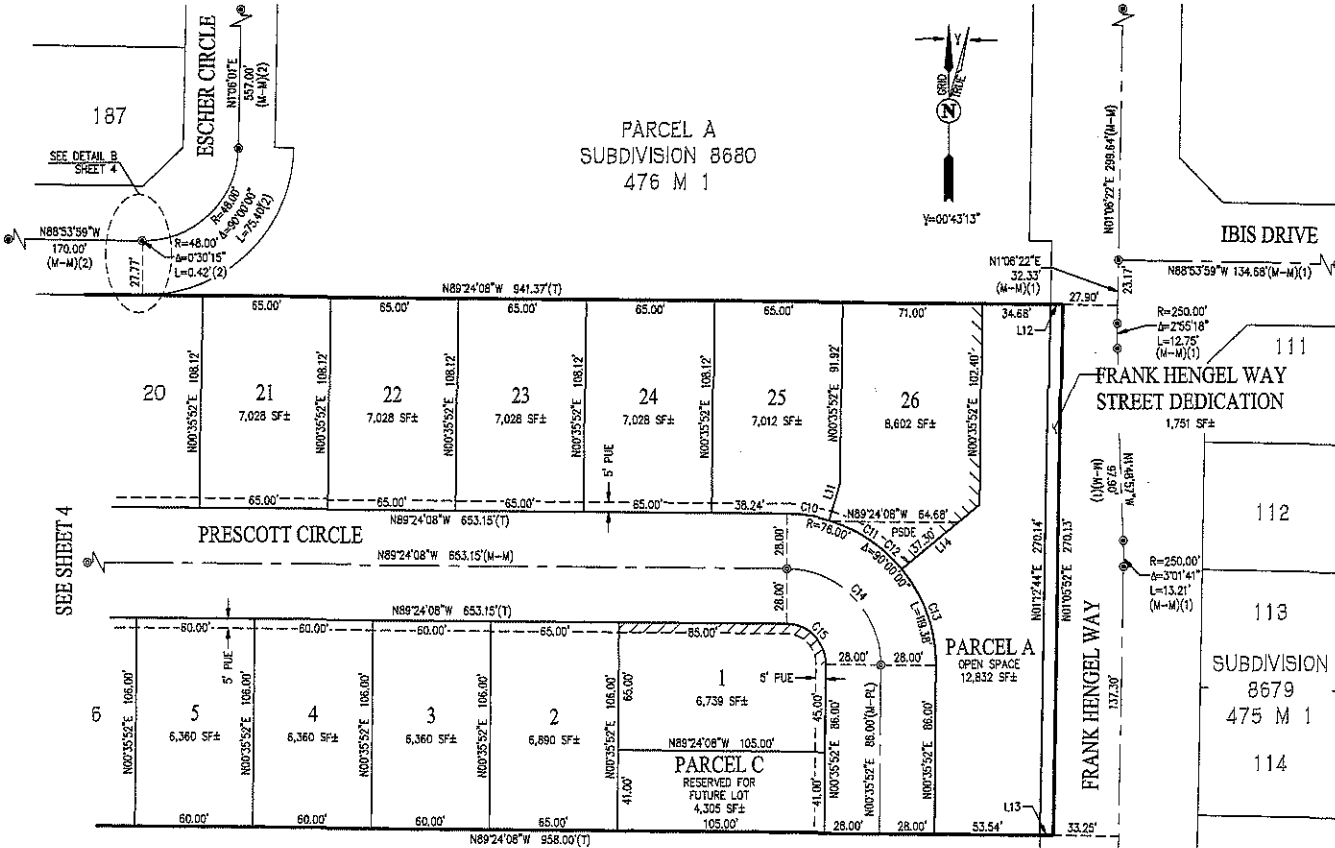 ESCHER CIRCLE
N1°06'01"E
557.00'
(M-M)(2)
187
SEE DETAIL B
SHEET 4
N88°53'59"W
170.00'
(M-M)(2)
27.77'
R=48.00'
Δ=0°30'15"
L=0.42'(2)
R=48.00'
Δ=90°00'00"
L=75.40'(2)
PARCEL A
SUBDIVISION 8680
476 M 1
Y
GRID
TRUE
N
Y=00°43'13"
N01°06'22"E 299.64'(M-M)
IBIS DRIVE
N88°53'59"W 134.68'(M-M)(1)
N1°06'22"E
32.33'
(M-M)(1)
23.17'
27.90'
R=250.00'
Δ=2°55'18"
L=12.75'
(M-M)(1)
111
FRANK HENGEL WAY
STREET DEDICATION
1,751 SF±
N89°24'08"W 941.37'(T)
65.00'
65.00'
65.00'
65.00'
65.00'
71.00'
34.68'
L12
20
N00°35'52"E 108.12'
21
7,028 SF±
N00°35'52"E 108.12'
22
7,028 SF±
N00°35'52"E 108.12'
23
7,028 SF±
N00°35'52"E 108.12'
24
7,028 SF±
N00°35'52"E 108.12'
25
7,012 SF±
N00°35'52"E 91.92'
26
8,602 SF±
N00°35'52"E 102.40'
5' PUE
L11
65.00'
65.00'
65.00'
65.00'
38.24'
C10
N89°24'08"W 64.68'
PSDE
PRESCOTT CIRCLE
N89°24'08"W 653.15'(T)
R=76.00'
Δ=90°00'00"
L=119.38'
C11
C12
37.30'
L14
C13
28.00'
SEE SHEET 4
N89°24'08"W 653.15'(M-M)
C14
28.00'
N89°24'08"W 653.15'(T)
60.00'
60.00'
60.00'
65.00'
85.00'
C15
28.00'
28.00'
5' PUE
5' PUE
6
N00°35'52"E 106.00'
5
6,360 SF±
N00°35'52"E 106.00'
4
6,360 SF±
N00°35'52"E 106.00'
3
6,360 SF±
N00°35'52"E 106.00'
2
6,890 SF±
N00°35'52"E 106.00'
65.00'
1
6,739 SF±
45.00'
N00°35'52"E 86.00'
N00°35'52"E 86.00'(M-PL)
N00°35'52"E 86.00'
N89°24'08"W 105.00'
PARCEL C
RESERVED FOR
FUTURE LOT
4,305 SF±
41.00'
41.00'
PARCEL A
OPEN SPACE
12,832 SF±
N01°12'44"E 270.14'
N01°05'52"E 270.13'
N1°48'57"W
97.90'
(M-M)(1)
R=250.00'
Δ=3°01'41"
L=13.21'
(M-M)(1)
FRANK HENGEL WAY
137.30'
112
113
SUBDIVISION
8679
475 M 1
114
60.00'
60.00'
60.00'
65.00'
105.00'
28.00'
28.00'
53.54'
L13
33.25'
N89°24'08"W 958.00'(T)